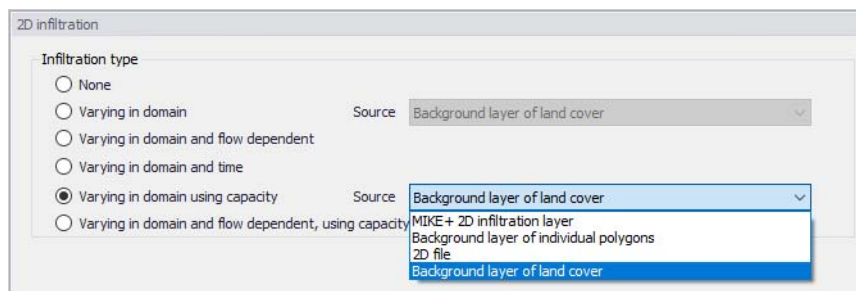 2D infiltration
Infiltration type
None
Varying in domain Source Background layer of land cover
Varying in domain and flow dependent
Varying in domain and time
Varying in domain using capacity Source Background layer of land cover
Varying in domain and flow dependent, using capacity
MIKE+ 2D infiltration layer
Background layer of individual polygons
2D file
Background layer of land cover